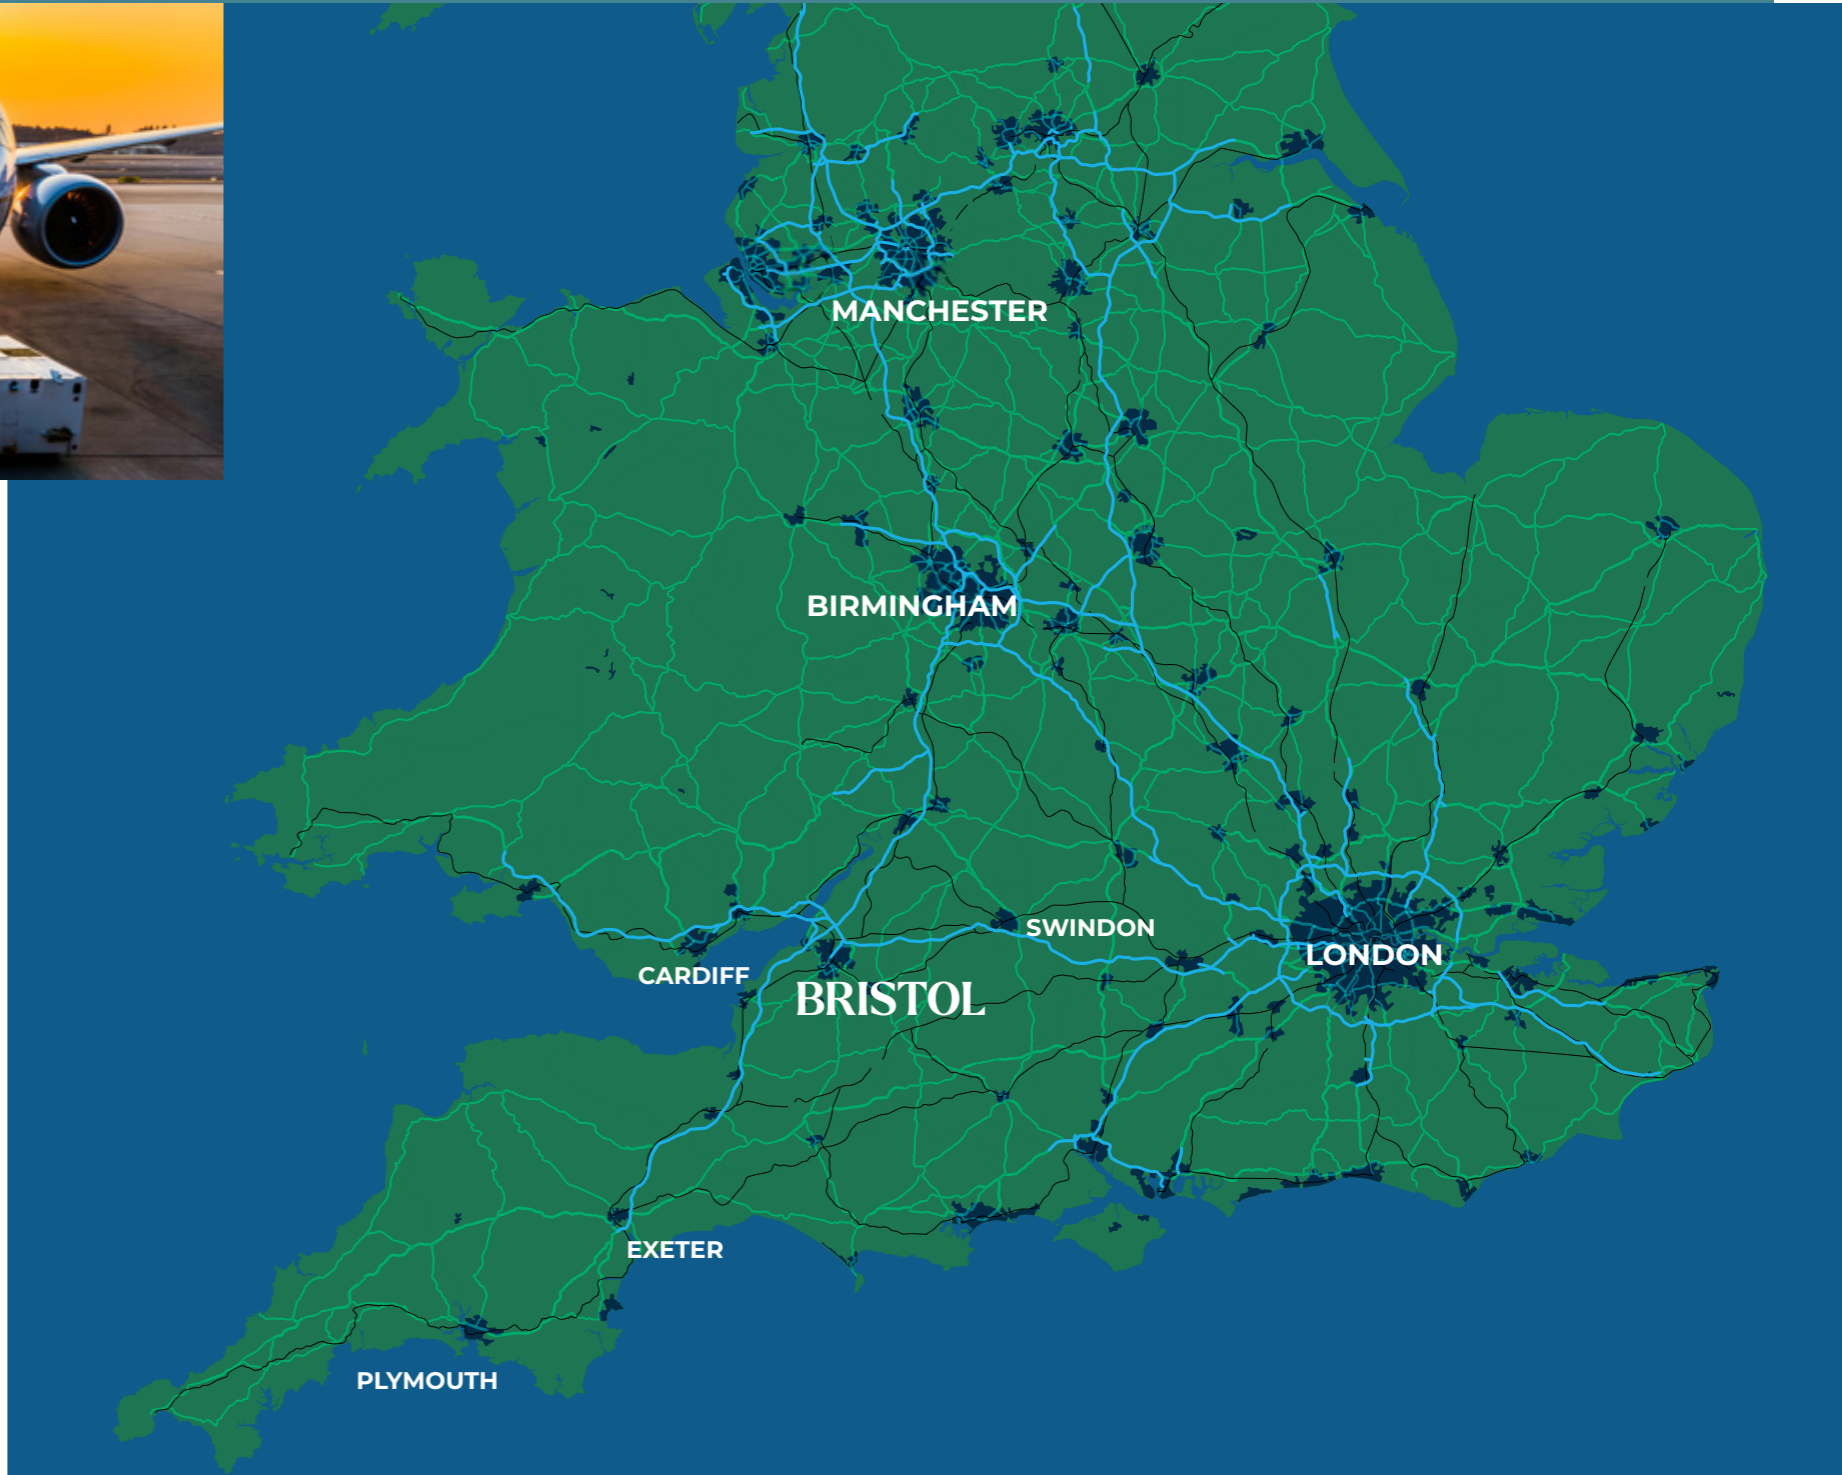 MANCHESTER
BIRMINGHAM
SWINDON
LONDON
CARDIFF
BRISTOL
EXETER
PLYMOUTH